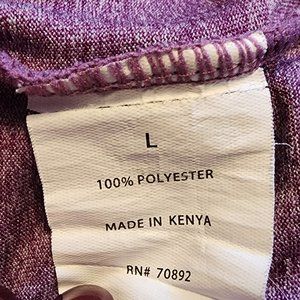 L
100% POLYESTER
MADE IN KENYA
RN# 70892